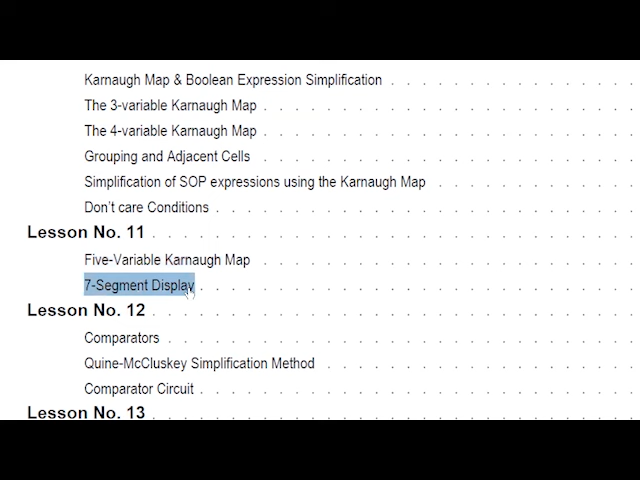 Karnaugh Map & Boolean Expression Simplification . . . . . . . . . . . . . . . .
The 3-variable Karnaugh Map . . . . . . . . . . . . . . . . . . . . . . . .
The 4-variable Karnaugh Map . . . . . . . . . . . . . . . . . . . . . . . .
Grouping and Adjacent Cells . . . . . . . . . . . . . . . . . . . . . . . .
Simplification of SOP expressions using the Karnaugh Map . . . . . . . . . . . . . .
Don't care Conditions . . . . . . . . . . . . . . . . . . . . . . . . . . .
Lesson No. 11 . . . . . . . . . . . . . . . . . . . . . . . . . . . . . . .
Five-Variable Karnaugh Map . . . . . . . . . . . . . . . . . . . . . . . . .
7-Segment Display . . . . . . . . . . . . . . . . . . . . . . . . . . . .
Lesson No. 12 . . . . . . . . . . . . . . . . . . . . . . . . . . . . . . .
Comparators . . . . . . . . . . . . . . . . . . . . . . . . . . . . . .
Quine-McCluskey Simplification Method . . . . . . . . . . . . . . . . . . . .
Comparator Circuit . . . . . . . . . . . . . . . . . . . . . . . . . . . .
Lesson No. 13 . . . . . . . . . . . . . . . . . . . . . . . . . . . . . . .